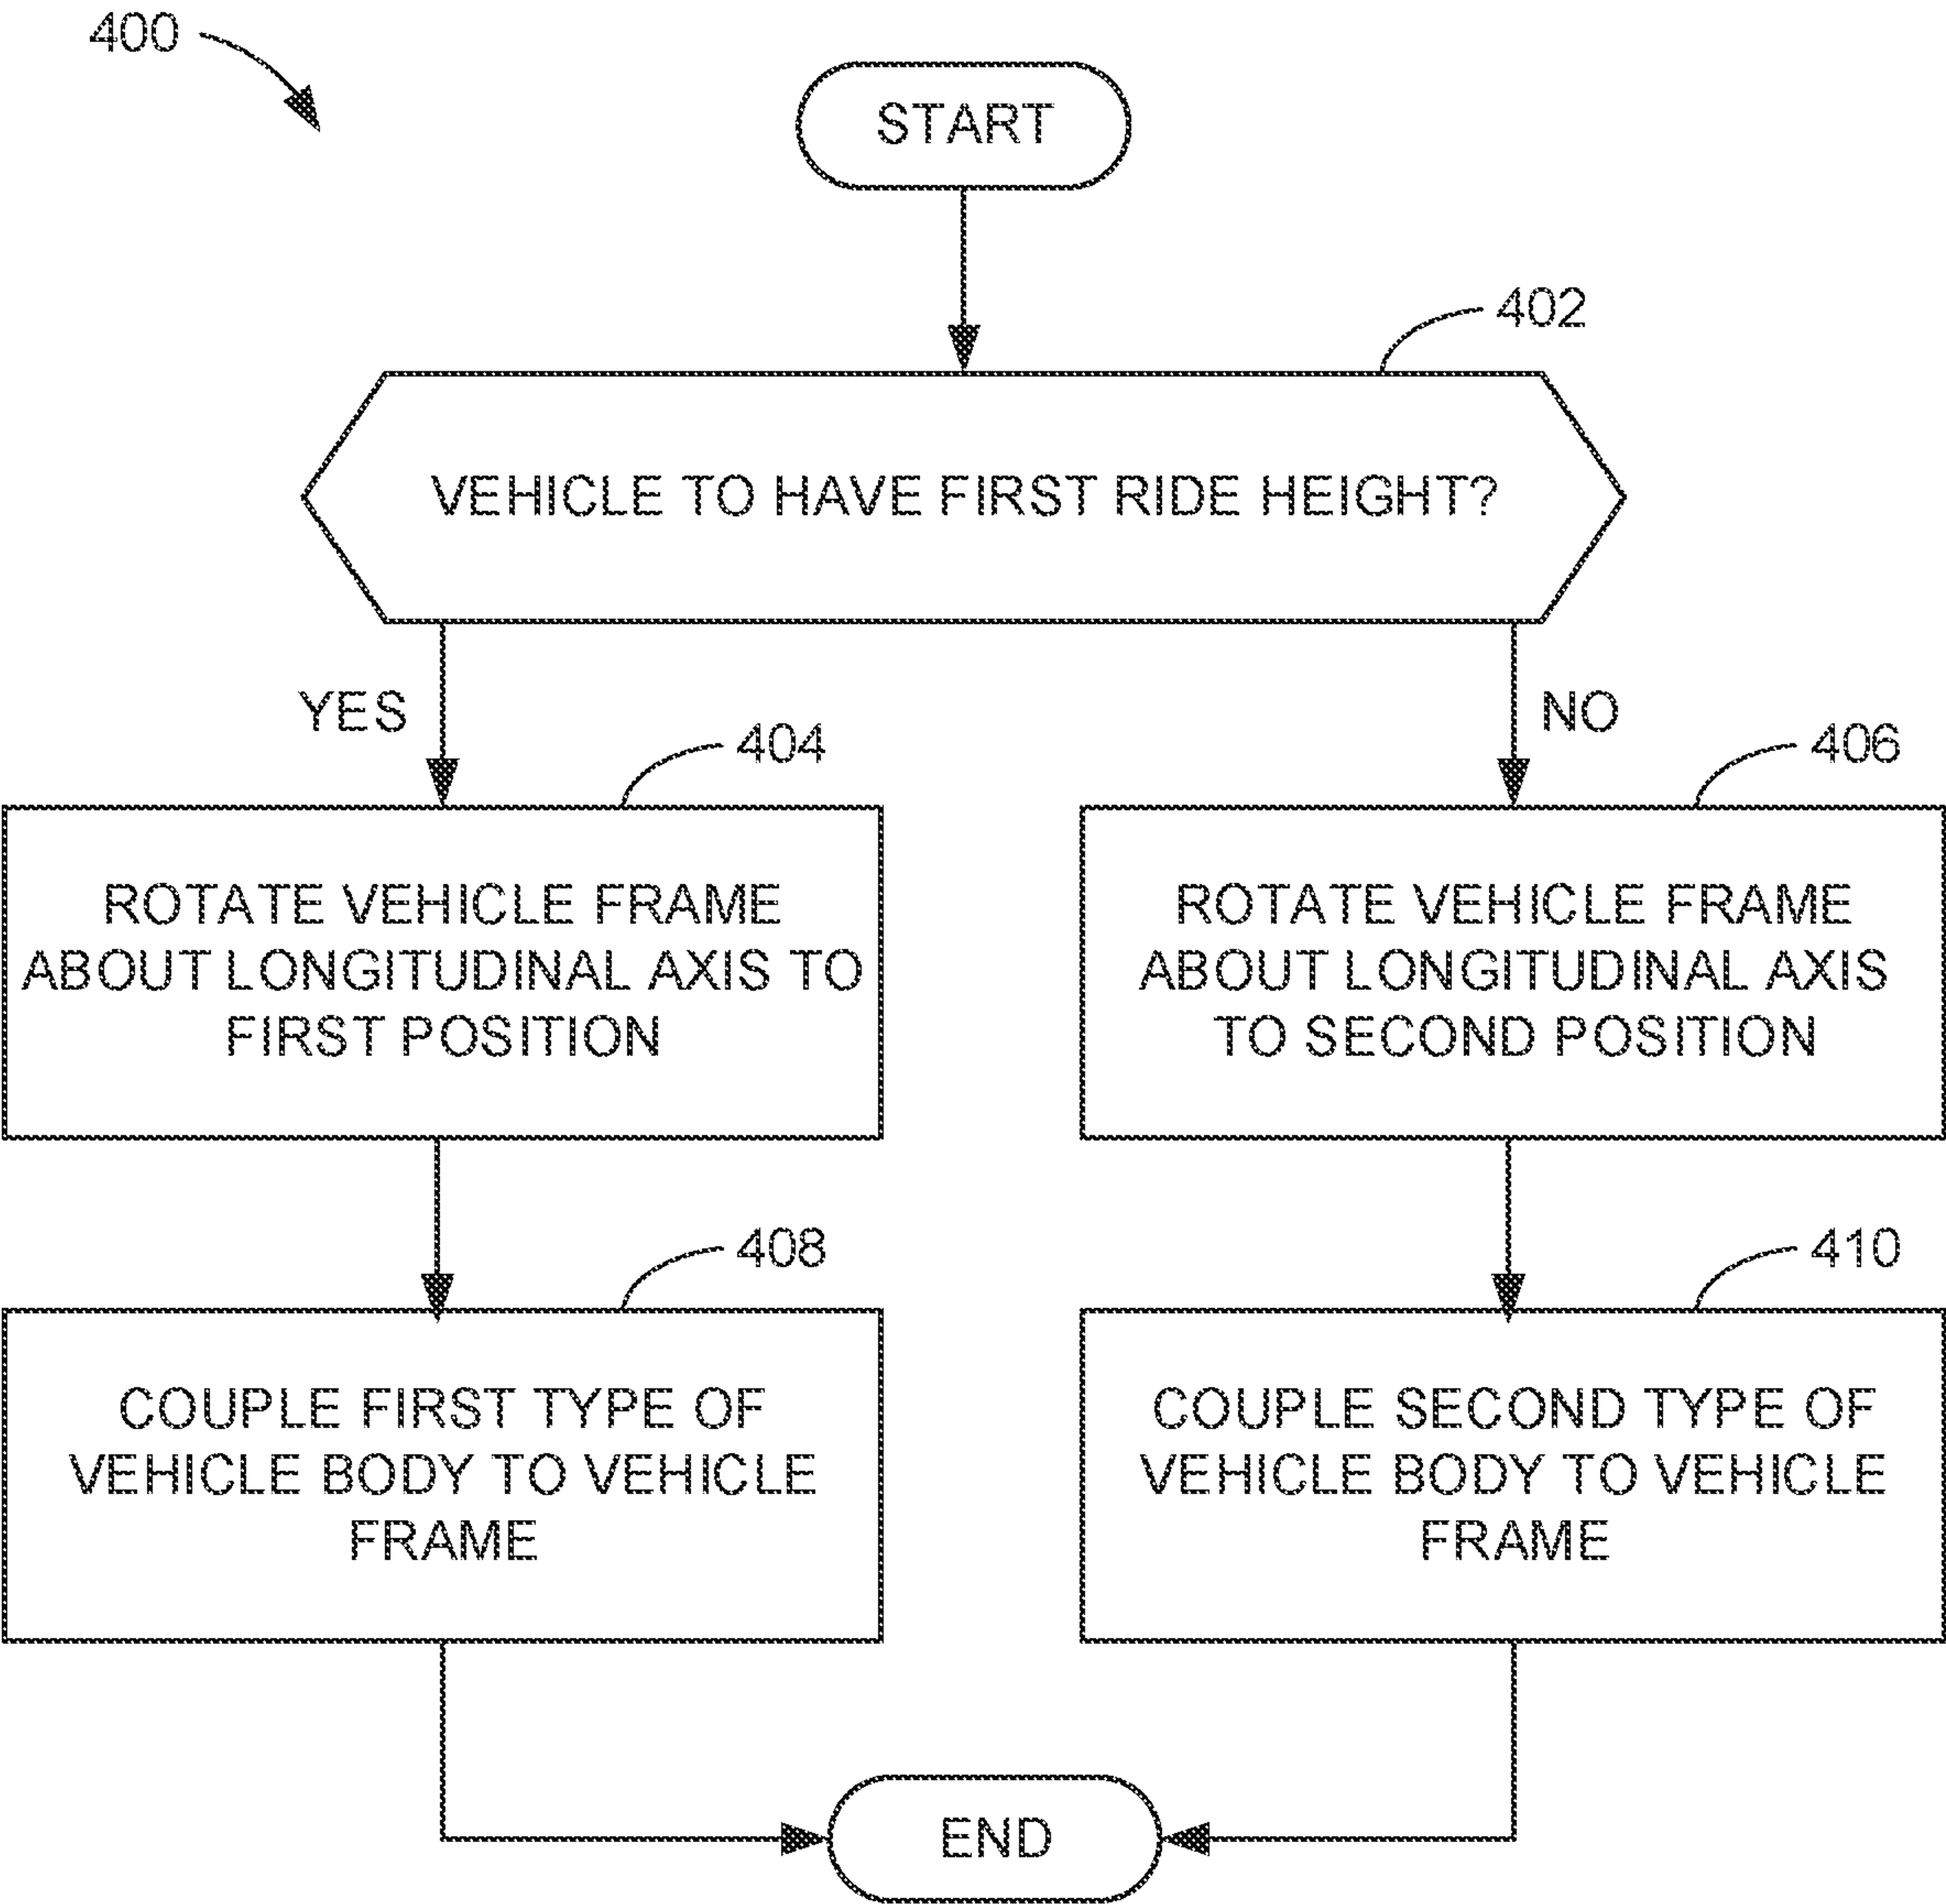 400
START
402
VEHICLE TO HAVE FIRST RIDE HEIGHT?
YES
NO
404
406
ROTATE VEHICLE FRAME
ABOUT LONGITUDINAL AXIS TO
FIRST POSITION
ROTATE VEHICLE FRAME
ABOUT LONGITUDINAL AXIS
TO SECOND POSITION
408
410
COUPLE FIRST TYPE OF
VEHICLE BODY TO VEHICLE
FRAME
COUPLE SECOND TYPE OF
VEHICLE BODY TO VEHICLE
FRAME
END